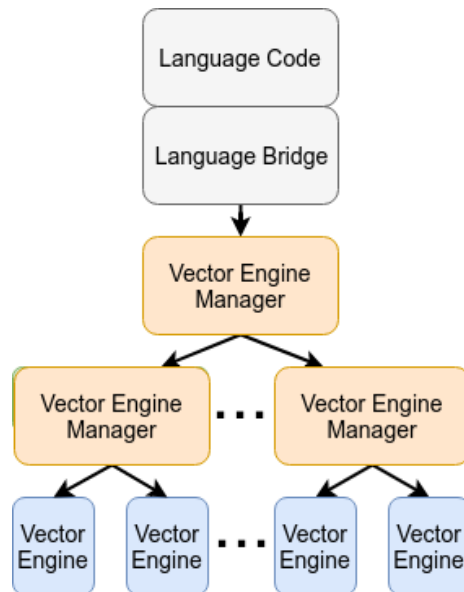 Language Code
Language Bridge
Vector Engine
Manager
Vector Engine
Manager
...
Vector Engine
Manager
Vector
Engine
Vector
Engine
...
Vector
Engine
Vector
Engine